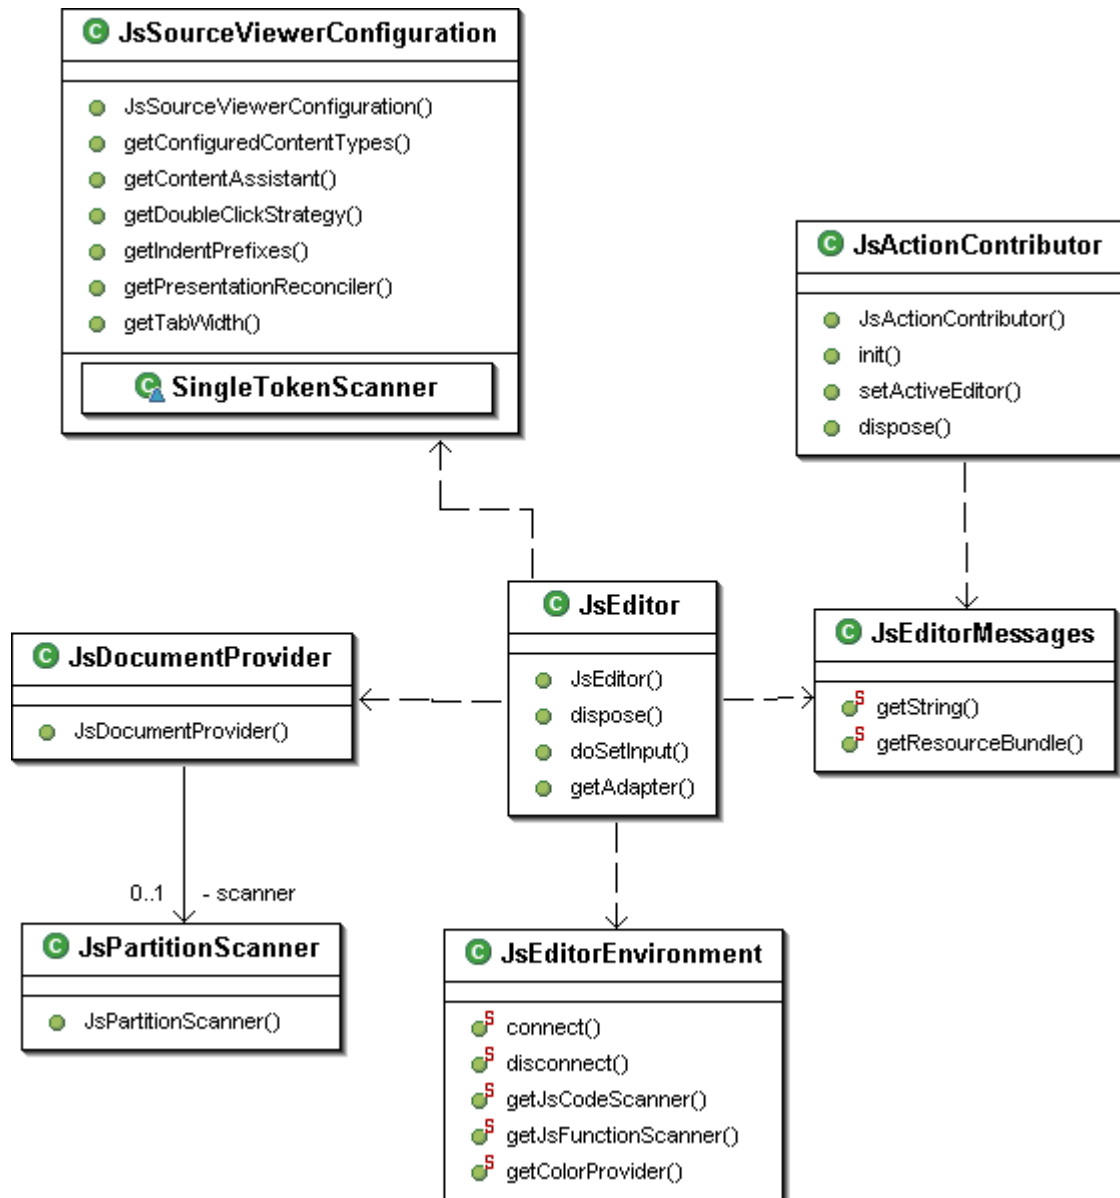 C JsSourceViewerConfiguration
JsSourceViewerConfiguration()
getConfiguredContentTypes()
getContentAssistant()
getDoubleClickStrategy()
getIndentPrefixes()
getPresentationReconciler()
getTabWidth()
C SingleTokenScanner
C JsActionContributor
JsActionContributor()
init()
setActiveEditor()
dispose()
C JsEditor
JsEditor()
dispose()
doSetInput()
getAdapter()
C JsEditorMessages
S getString()
S getResourceBundle()
C JsDocumentProvider
JsDocumentProvider()
0..1 - scanner
C JsPartitionScanner
JsPartitionScanner()
C JsEditorEnvironment
S connect()
S disconnect()
S getJsCodeScanner()
S getJsFunctionScanner()
S getColorProvider()